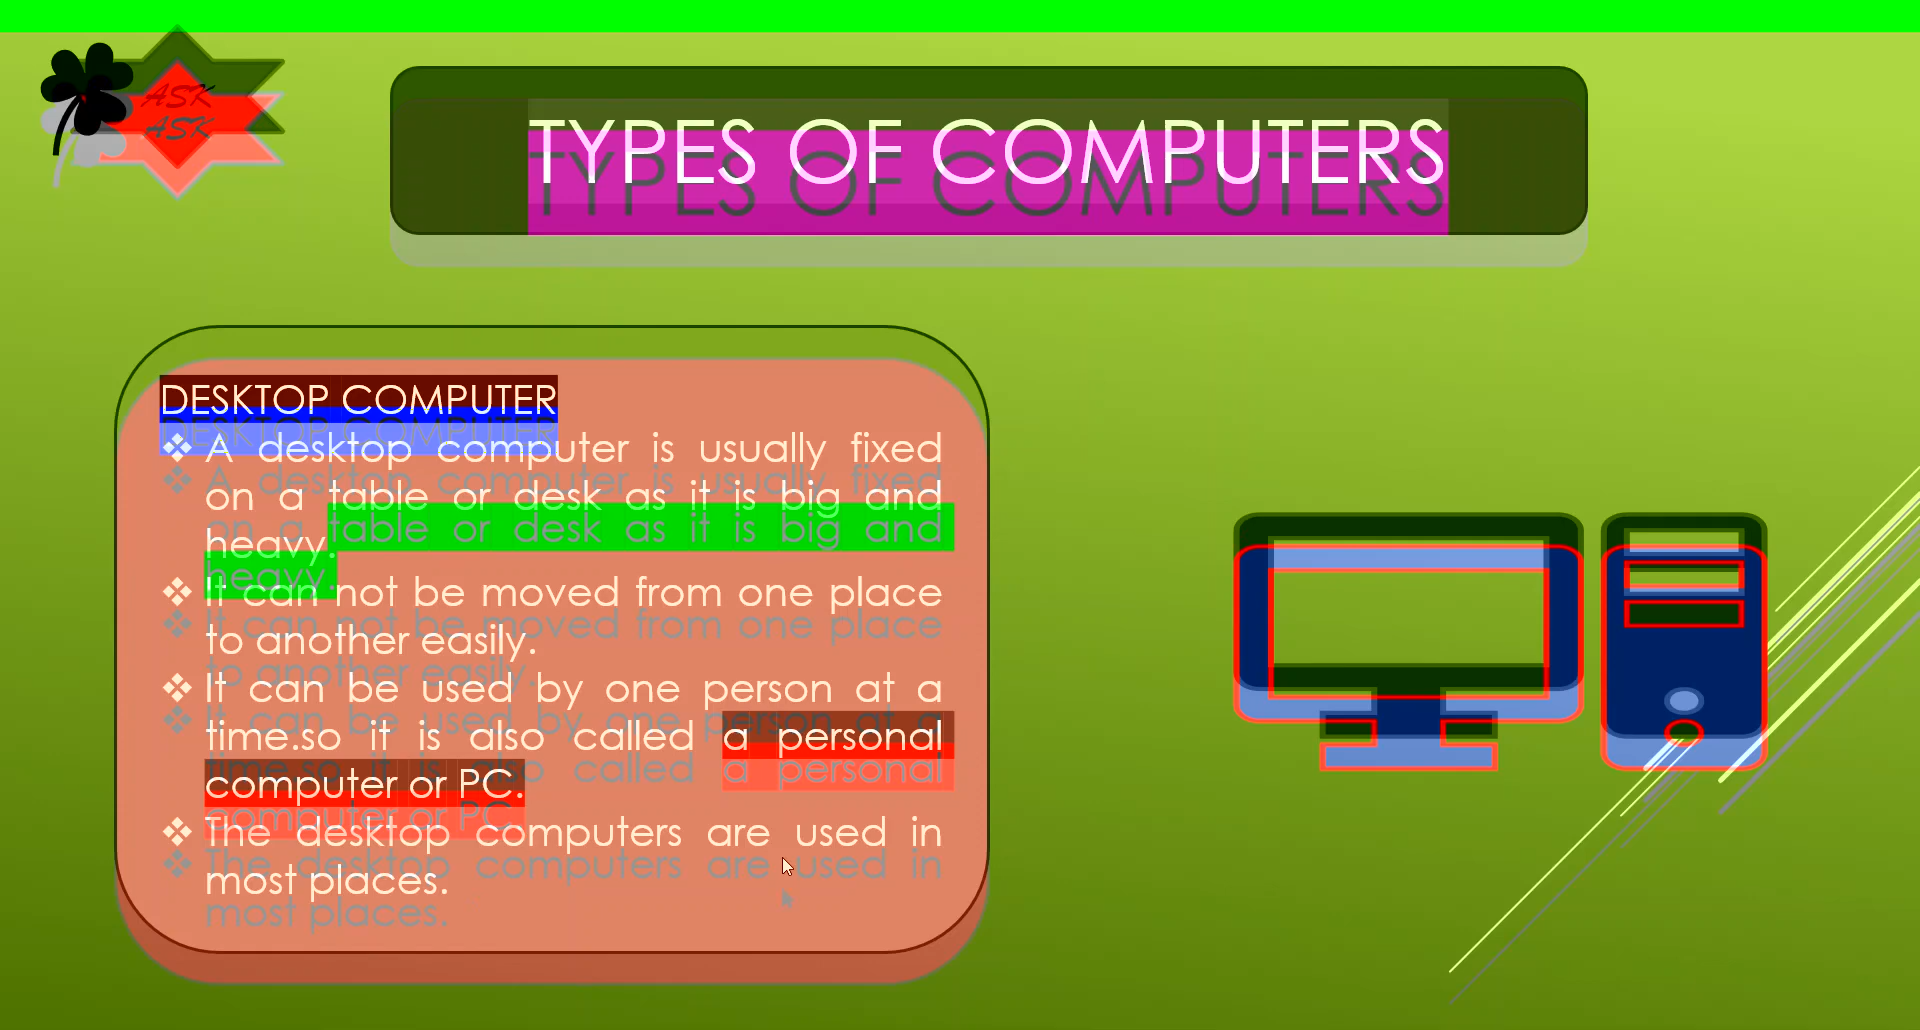 ASK
ASK
TYPES OF COMPUTERS
DESKTOP COMPUTER
❖ A desktop computer is usually fixed
on a table or desk as it is big and
heavy.
❖ It can not be moved from one place
to another easily.
❖ It can be used by one person at a
time.so it is also called a personal
computer or PC.
❖ The desktop computers are used in
most places.